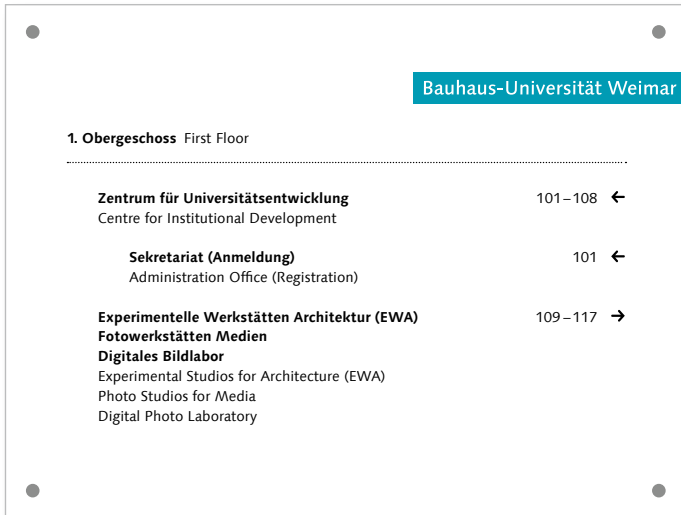 Bauhaus-Universität Weimar
1. Obergeschoss First Floor
Zentrum für Universitätsentwicklung 101–108 ←
Centre for Institutional Development
Sekretariat (Anmeldung) 101 ←
Administration Office (Registration)
Experimentelle Werkstätten Architektur (EWA) 109–117 →
Fotowerkstätten Medien
Digitales Bildlabor
Experimental Studios for Architecture (EWA)
Photo Studios for Media
Digital Photo Laboratory